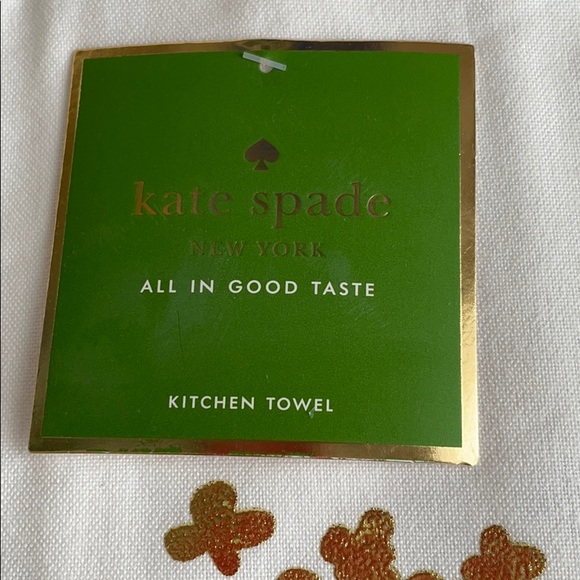 kate spade
NEW YORK
ALL IN GOOD TASTE
KITCHEN TOWEL